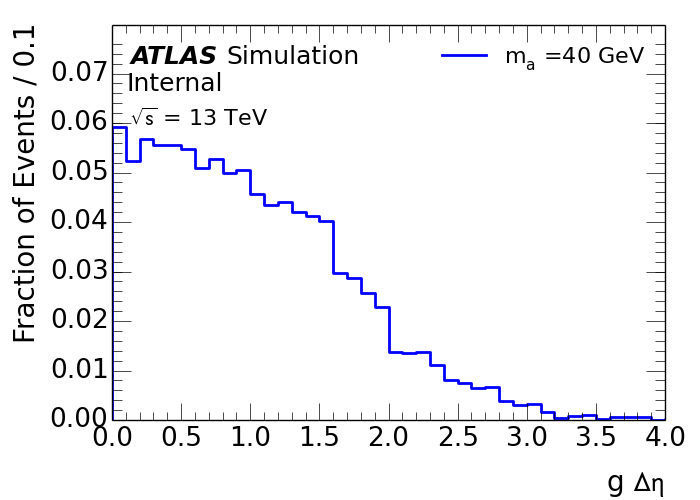 ATLAS Simulation
Internal
√s = 13 TeV
mₐ =40 GeV
Fraction of Events / 0.1
0.07
0.06
0.05
0.04
0.03
0.02
0.01
0.00
0.0 0.5 1.0 1.5 2.0 2.5 3.0 3.5 4.0
g Δη